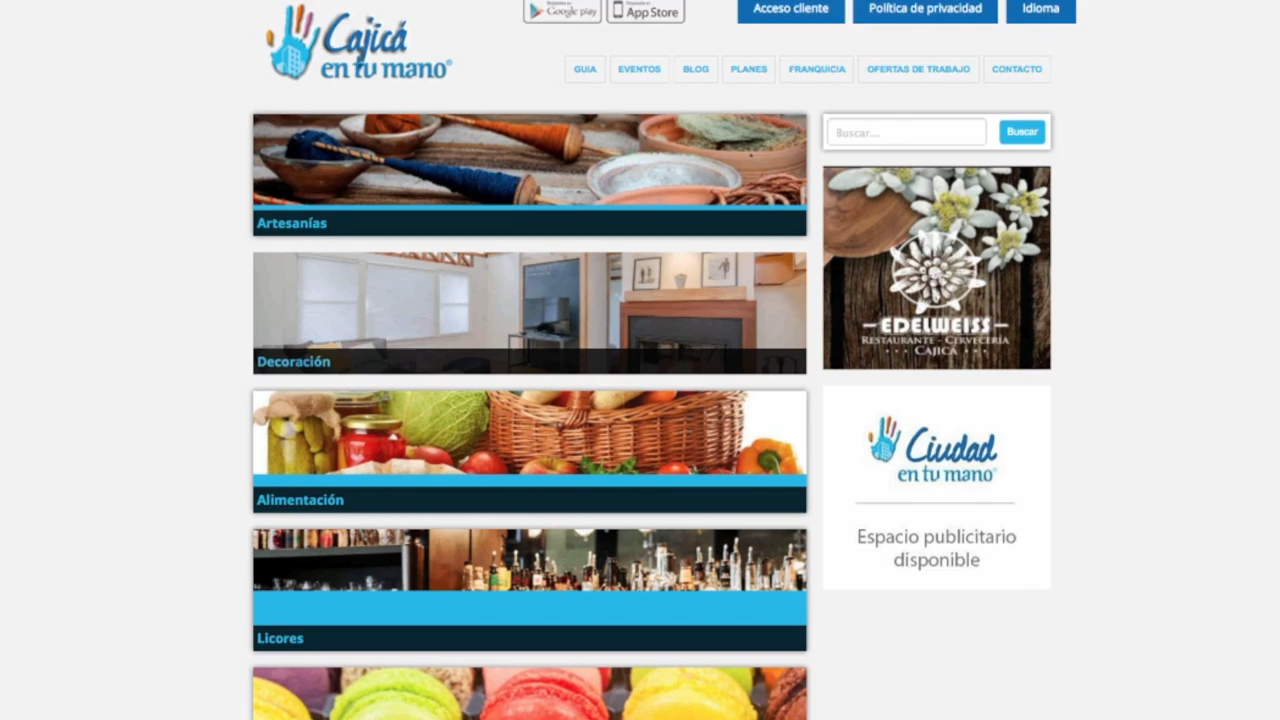 Google play
App Store
Acceso cliente
Política de privacidad
Idioma
Cajicá
en tu mano®
GUIA
EVENTOS
BLOG
PLANES
FRANQUICIA
OFERTAS DE TRABAJO
CONTACTO
Buscar...
Buscar
Artesanías
Decoración
Alimentación
Licores
EDELWEISS
RESTAURANTE - CERVECERÍA
CAJICÁ
Ciudad
en tu mano®
Espacio publicitario
disponible